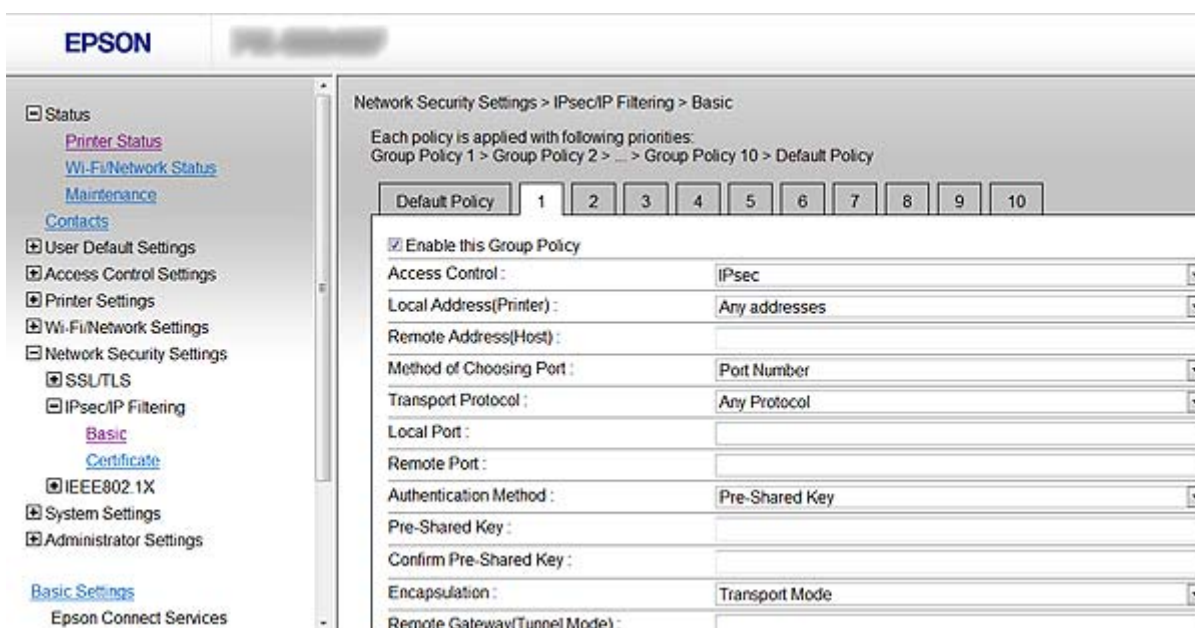 EPSON
Status
Printer Status
Wi-Fi/Network Status
Maintenance
Contacts
User Default Settings
Access Control Settings
Printer Settings
Wi-Fi/Network Settings
Network Security Settings
SSL/TLS
IPsec/IP Filtering
Basic
Certificate
IEEE802.1X
System Settings
Administrator Settings
Basic Settings
Epson Connect Services
Network Security Settings > IPsec/IP Filtering > Basic
Each policy is applied with following priorities:
Group Policy 1 > Group Policy 2 > ... > Group Policy 10 > Default Policy
Default Policy 1 2 3 4 5 6 7 8 9 10
Enable this Group Policy
Access Control : IPsec
Local Address(Printer) : Any addresses
Remote Address(Host) :
Method of Choosing Port : Port Number
Transport Protocol : Any Protocol
Local Port :
Remote Port :
Authentication Method : Pre-Shared Key
Pre-Shared Key :
Confirm Pre-Shared Key :
Encapsulation : Transport Mode
Remote Gateway(Tunnel Mode) :